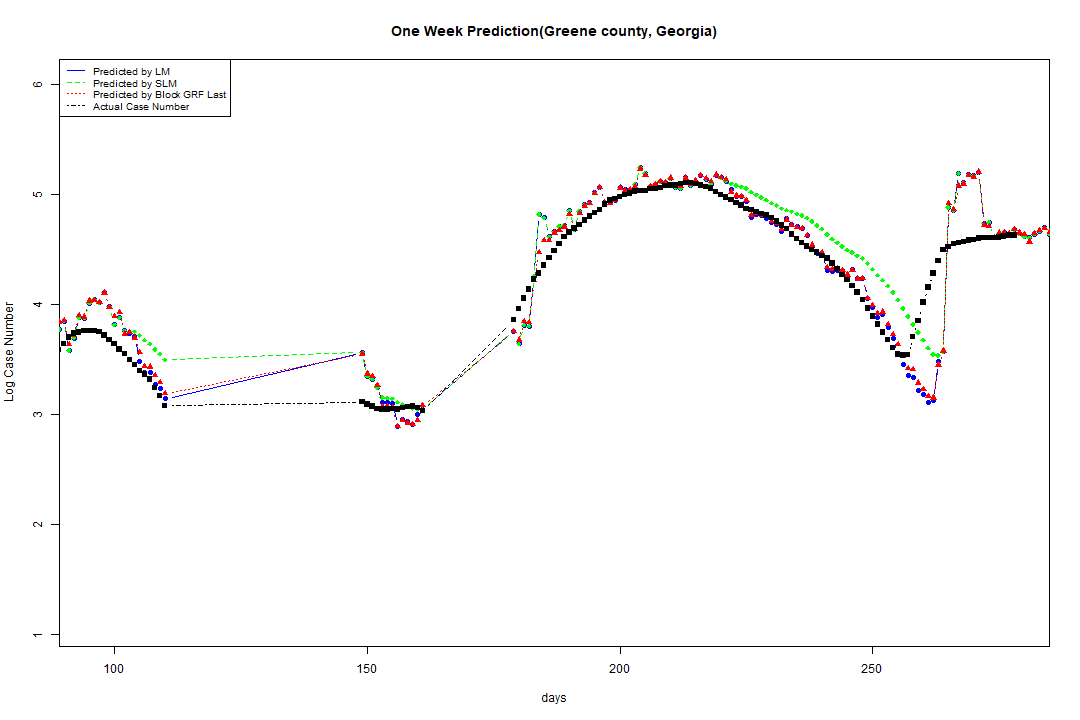 One Week Prediction(Greene county, Georgia)
Predicted by LM
Predicted by SLM
Predicted by Block GRF Last
Actual Case Number
6
5
4
3
2
1
Log Case Number
100 150 200 250
days